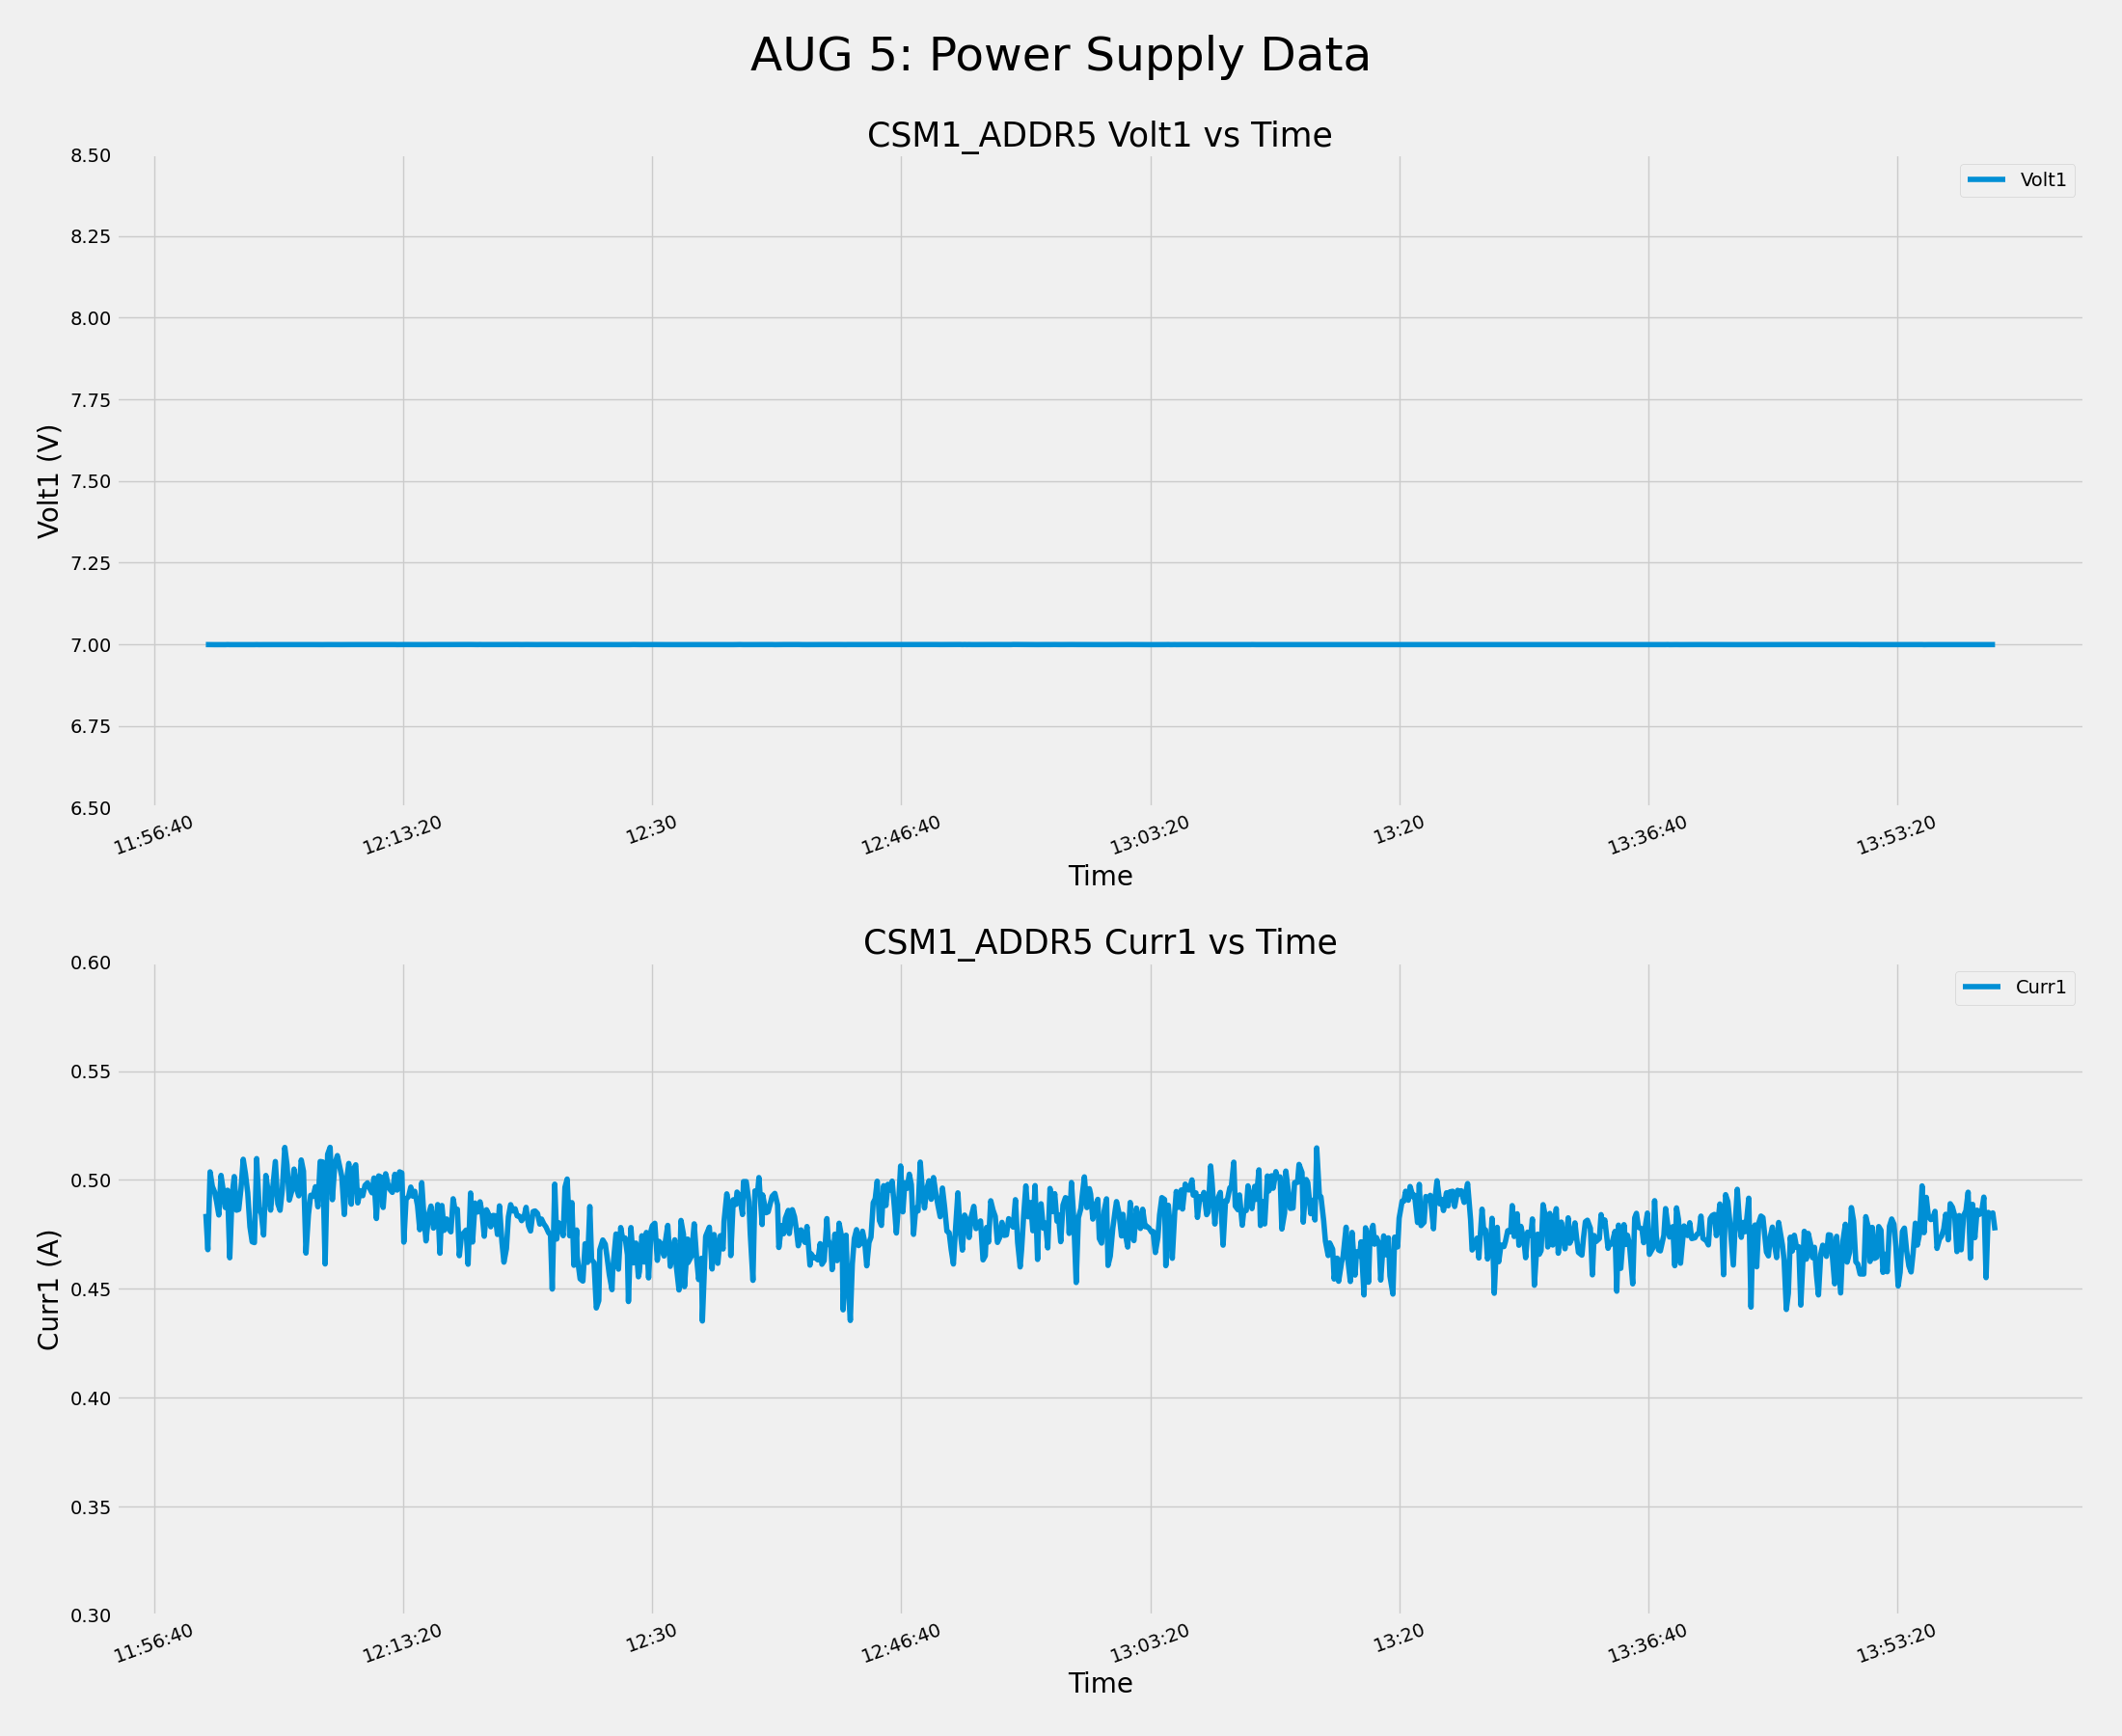 AUG 5: Power Supply Data
CSM1_ADDR5 Volt1 vs Time
8.50
8.25
8.00
7.75
7.50
7.25
7.00
6.75
6.50
Volt1 (V)
Volt1
11:56:40 12:13:20 12:30 12:46:40 13:03:20 13:20 13:36:40 13:53:20
Time
CSM1_ADDR5 Curr1 vs Time
0.60
0.55
0.50
0.45
0.40
0.35
0.30
Curr1 (A)
Curr1
11:56:40 12:13:20 12:30 12:46:40 13:03:20 13:20 13:36:40 13:53:20
Time